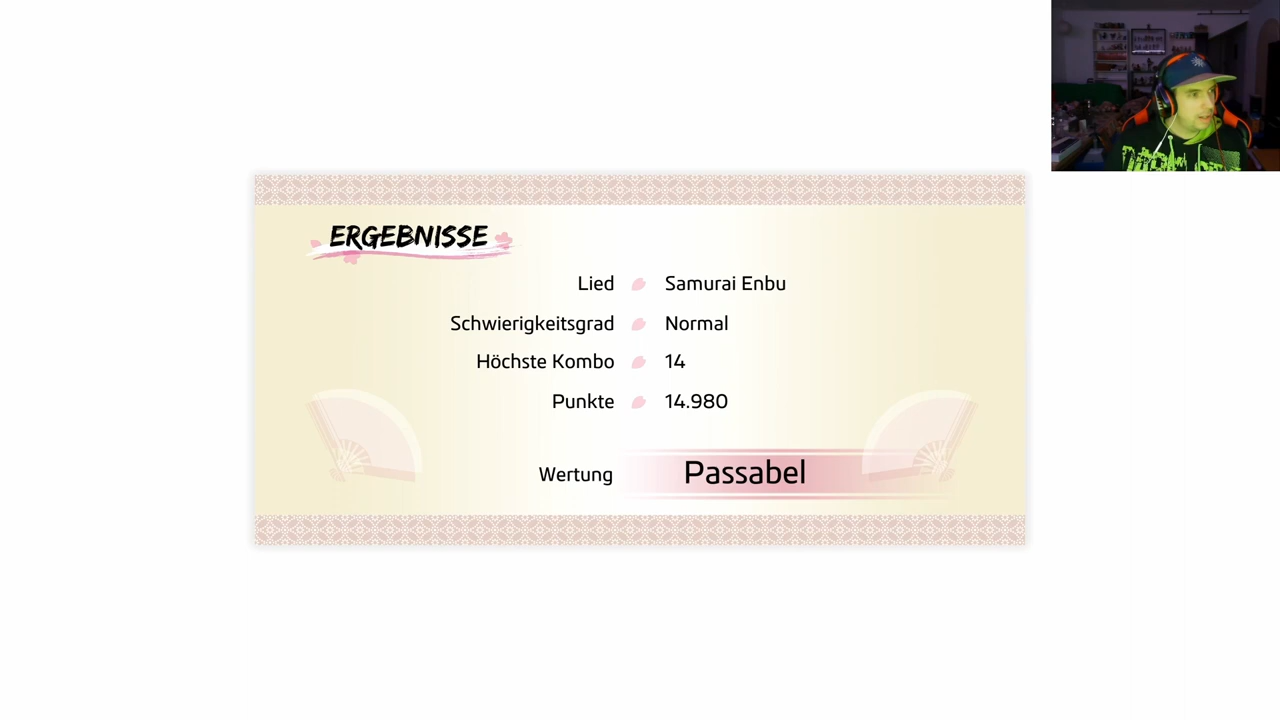 ERGEBNISSE
Lied Samurai Enbu
Schwierigkeitsgrad Normal
Höchste Kombo 14
Punkte 14.980
Wertung Passabel